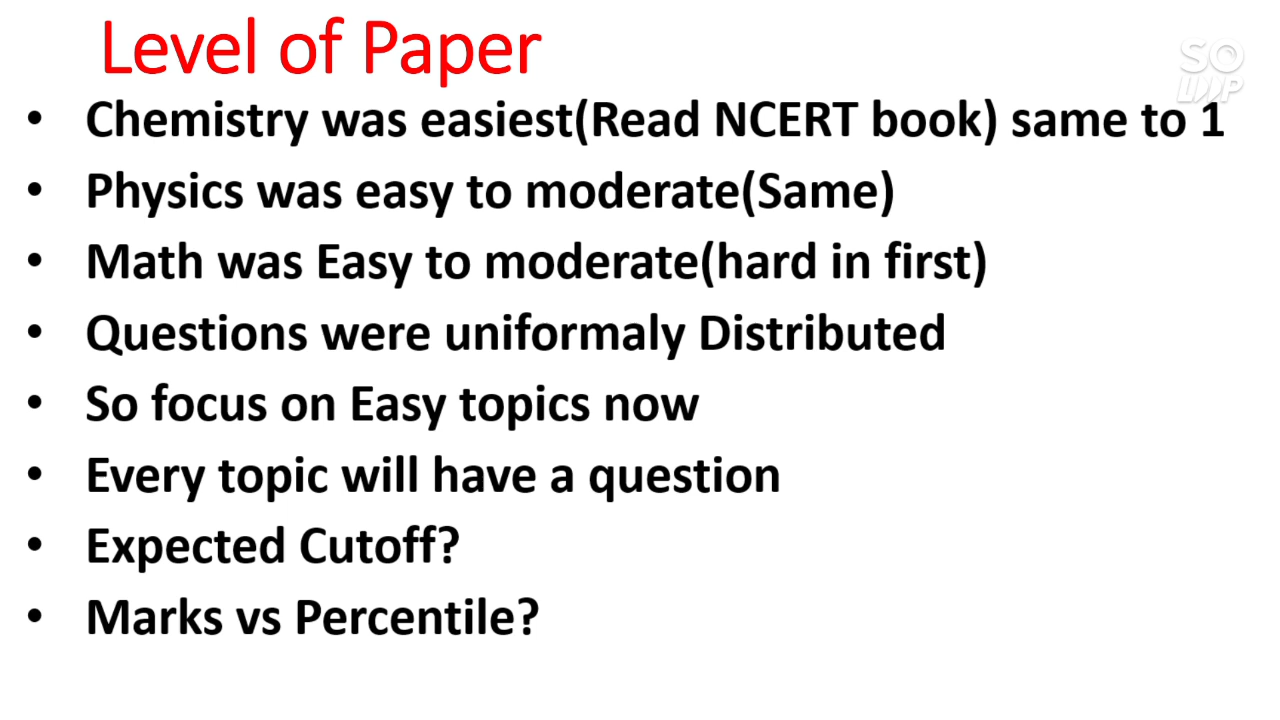 Level of Paper
SO
LOOP
• Chemistry was easiest(Read NCERT book) same to 1
• Physics was easy to moderate(Same)
• Math was Easy to moderate(hard in first)
• Questions were uniformaly Distributed
• So focus on Easy topics now
• Every topic will have a question
• Expected Cutoff?
• Marks vs Percentile?